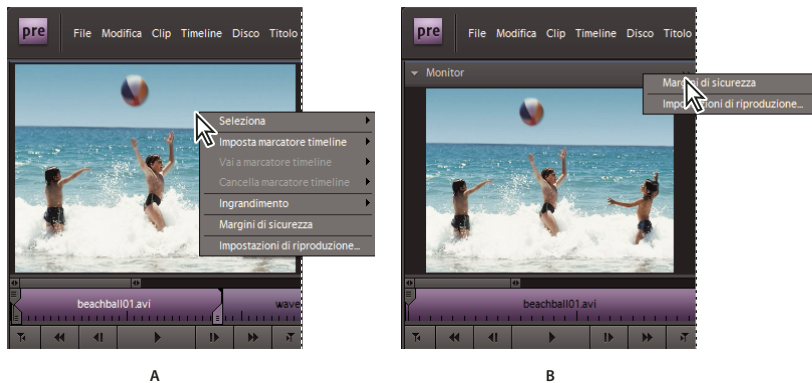 pre File Modifica Clip Timeline Disco Titolo
Seleziona
Imposta marcatore timeline
Vai a marcatore timeline
Cancella marcatore timeline
Ingrandimento
Margini di sicurezza
Impostazioni di riproduzione...
beachball01.avi wave
A
pre File Modifica Clip Timeline Disco Titolo
Monitor
Margini di sicurezza
Impostazioni di riproduzione...
beachball01.avi
B